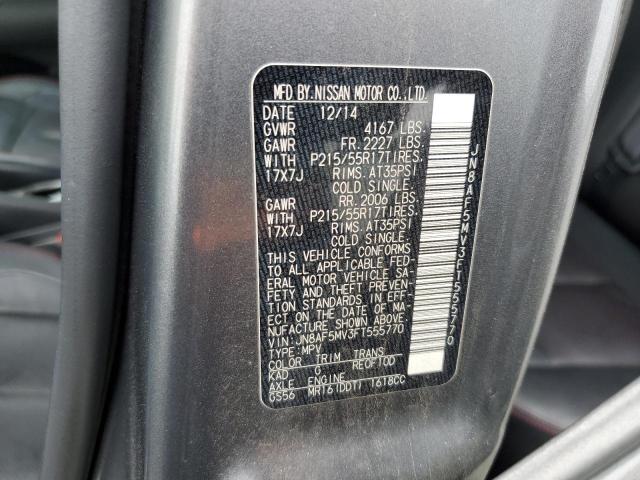 MFD BY NISSAN MOTOR CO.,LTD.
DATE 12/14
GVWR 4167 LBS.
GAWR FR. 2227 LBS.
WITH P215/55R17TIRES.
17X7J RIMS. AT35PSI
COLD SINGLE.
GAWR RR. 2006 LBS.
WITH P215/55R17TIRES.
17X7J RIMS. AT35PSI
COLD SINGLE.
THIS VEHICLE CONFORMS
TO ALL APPLICABLE FED-
ERAL MOTOR VEHICLE SA-
FETY AND THEFT PREVEN-
TION STANDARDS IN EFF-
ECT ON THE DATE OF MA-
NUFACTURE SHOWN ABOVE.
VIN:JN8AF5MV3FT555770
TYPE:MPV
COLOR TRIM TRANS
KAD G RE0F10D
AXLE ENGINE
GS56 MR16(DDT) 1618CC
JN8AF5MV3FT555770